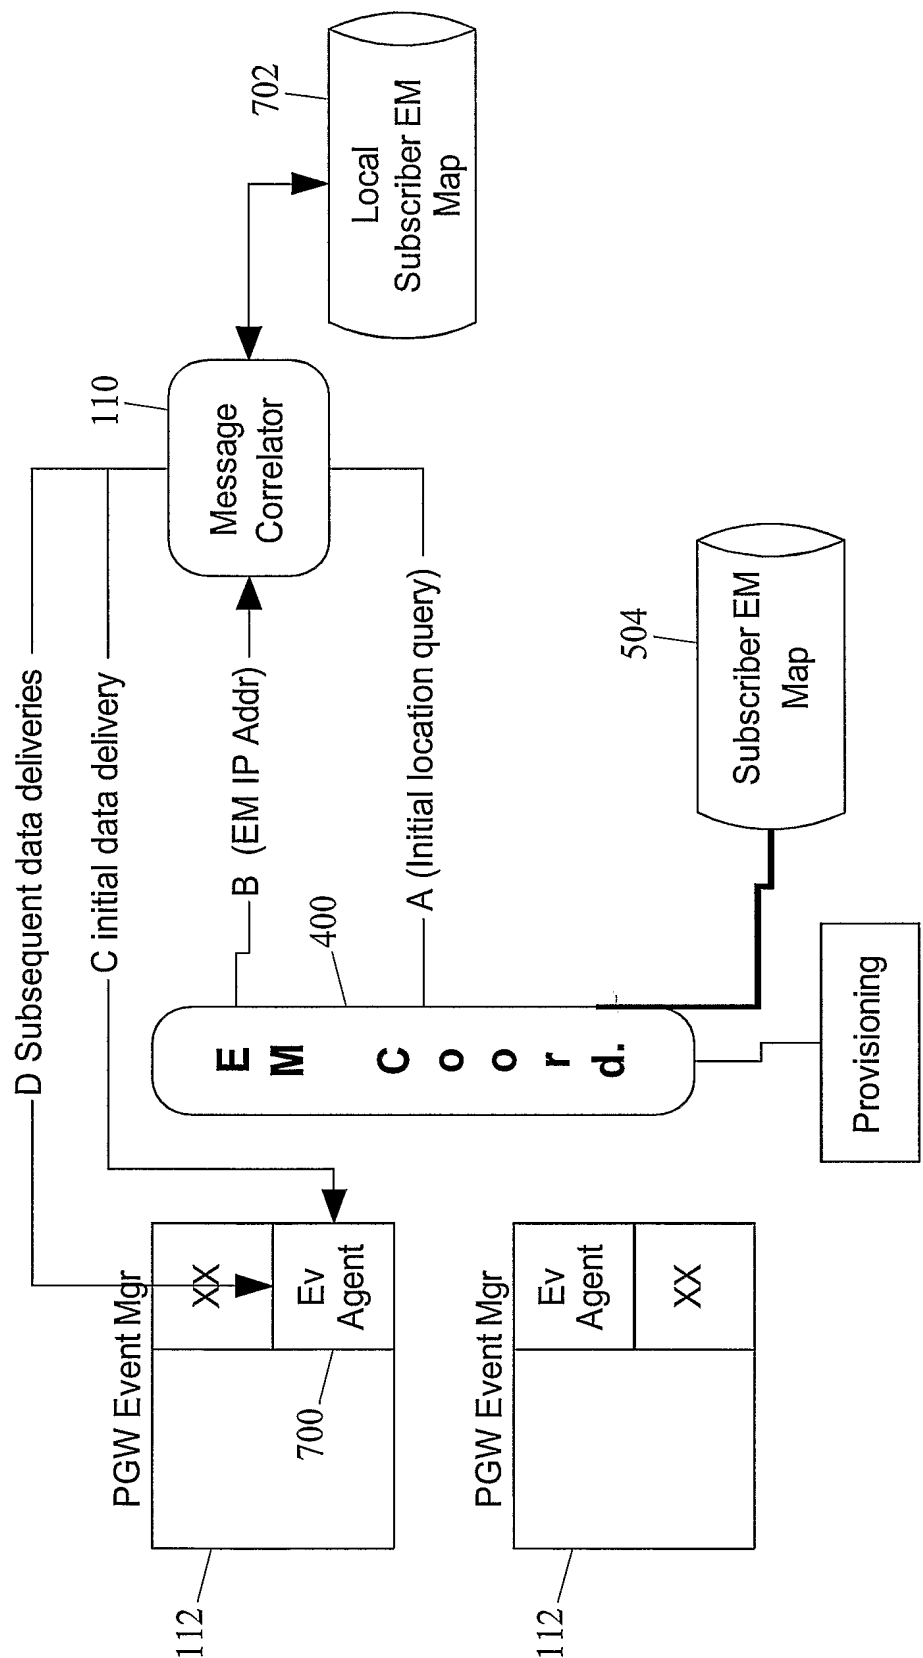 D Subsequent data deliveries
C initial data delivery
PGW Event Mgr
XX
Ev
Agent
700
112
PGW Event Mgr
Ev
Agent
XX
112
EM Coord.
400
B (EM IP Addr)
A (Initial location query)
Message
Correlator
110
Local
Subscriber EM
Map
702
Subscriber EM
Map
504
Provisioning